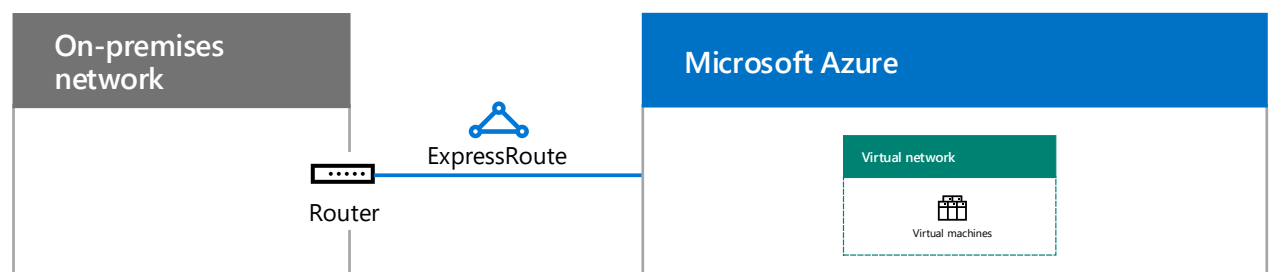 On-premises
network
Microsoft Azure
ExpressRoute
Router
Virtual network
Virtual machines